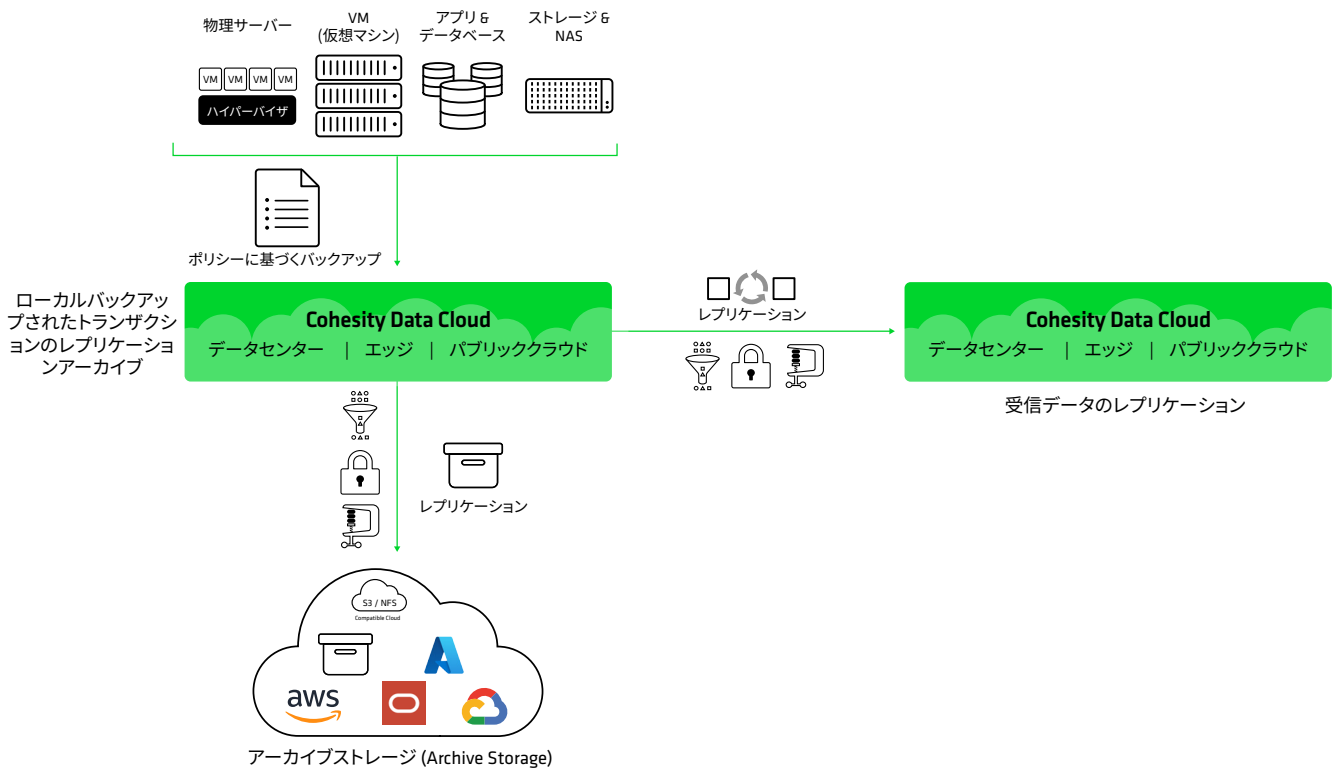 物理サーバー
VM
(仮想マシン)
アプリ &
データベース
ストレージ &
NAS
VM VM VM VM
ハイパーバイザ
ポリシーに基づくバックアップ
ローカルバックアッ
プされたトランザクシ
ョンのレプリケーショ
ンアーカイブ
Cohesity Data Cloud
データセンター | エッジ | パブリッククラウド
レプリケーション
Cohesity Data Cloud
データセンター | エッジ | パブリッククラウド
受信データのレプリケーション
レプリケーション
S3 / NFS
Compatible Cloud
aws
アーカイブストレージ (Archive Storage)